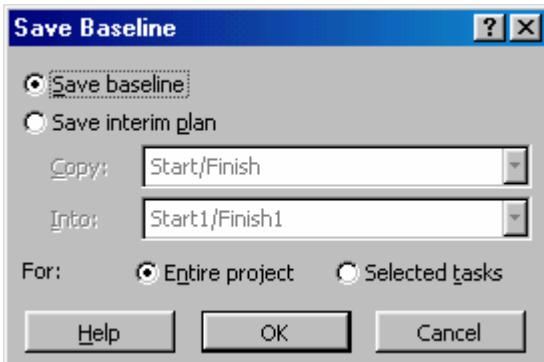 Save Baseline
Save baseline
Save interim plan
Copy: Start/Finish
Into: Start1/Finish1
For: Entire project Selected tasks
Help OK Cancel